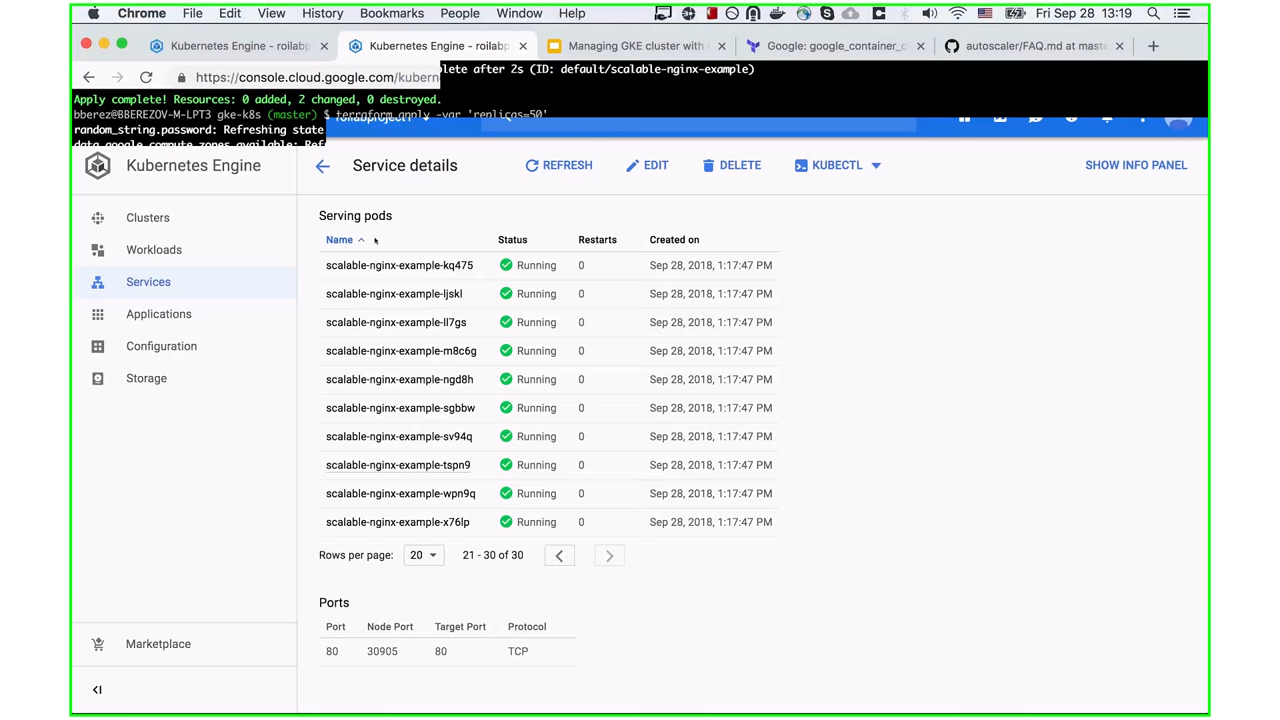 Chrome File Edit View History Bookmarks People Window Help Fri Sep 28 13:19
Kubernetes Engine - roilabp
Kubernetes Engine - roilabp
Managing GKE cluster with
Google: google_container_c
autoscaler/FAQ.md at maste
https://console.cloud.google.com/kubern
plete after 2s (ID: default/scalable-nginx-example)
Apply complete! Resources: 0 added, 2 changed, 0 destroyed.
bberez@BBEREZOV-M-LPT3 gke-k8s (master) $ terraform apply -var 'replicas=50'
random_string.password: Refreshing state
data.google_compute_zones.available: Ref
Kubernetes Engine
Service details
REFRESH
EDIT
DELETE
KUBECTL
SHOW INFO PANEL
Clusters
Workloads
Services
Applications
Configuration
Storage
Marketplace
Serving pods
Name Status Restarts Created on
scalable-nginx-example-kq475 Running 0 Sep 28, 2018, 1:17:47 PM
scalable-nginx-example-ljskl Running 0 Sep 28, 2018, 1:17:47 PM
scalable-nginx-example-ll7gs Running 0 Sep 28, 2018, 1:17:47 PM
scalable-nginx-example-m8c6g Running 0 Sep 28, 2018, 1:17:47 PM
scalable-nginx-example-ngd8h Running 0 Sep 28, 2018, 1:17:47 PM
scalable-nginx-example-sgbbw Running 0 Sep 28, 2018, 1:17:47 PM
scalable-nginx-example-sv94q Running 0 Sep 28, 2018, 1:17:47 PM
scalable-nginx-example-tspn9 Running 0 Sep 28, 2018, 1:17:47 PM
scalable-nginx-example-wpn9q Running 0 Sep 28, 2018, 1:17:47 PM
scalable-nginx-example-x76lp Running 0 Sep 28, 2018, 1:17:47 PM
Rows per page: 20 21 - 30 of 30
Ports
Port Node Port Target Port Protocol
80 30905 80 TCP